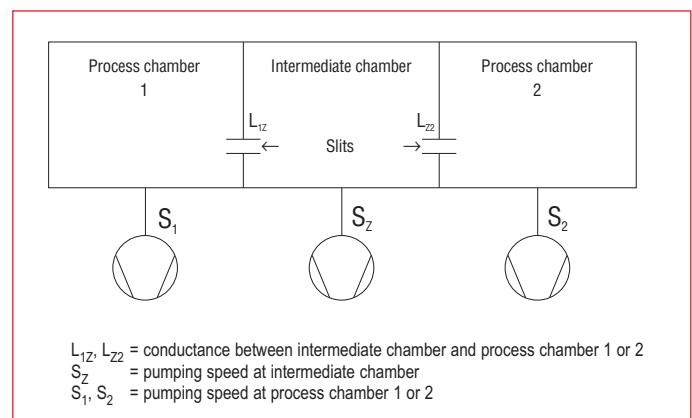 Process chamber
1
Intermediate chamber
Process chamber
2
L₁Z
Slits
LZ2
S₁
SZ
S₂
L₁Z, LZ2 = conductance between intermediate chamber and process chamber 1 or 2
SZ = pumping speed at intermediate chamber
S₁, S₂ = pumping speed at process chamber 1 or 2